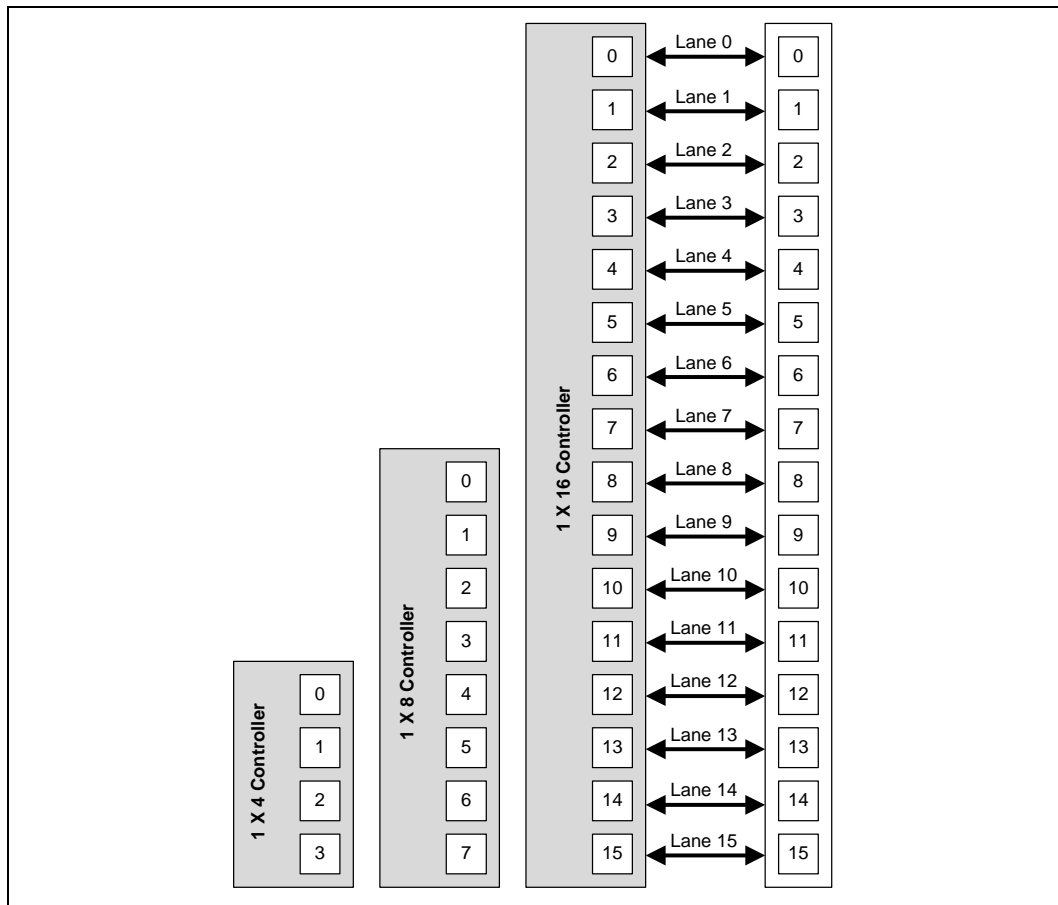 0 Lane 0 0
1 Lane 1 1
2 Lane 2 2
3 Lane 3 3
4 Lane 4 4
5 Lane 5 5
6 Lane 6 6
7 Lane 7 7
1 X 16 Controller
0 8 Lane 8 8
1 9 Lane 9 9
2 10 Lane 10 10
3 11 Lane 11 11
1 X 8 Controller
0 4 12 Lane 12 12
1 5 13 Lane 13 13
1 X 4 Controller
2 6 14 Lane 14 14
3 7 15 Lane 15 15